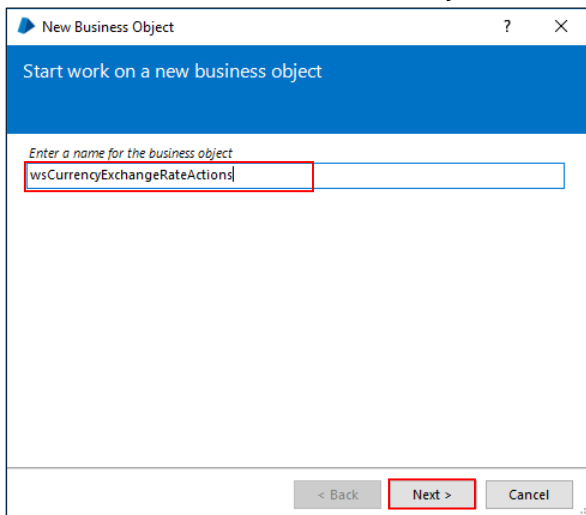 New Business Object ? ×
Start work on a new business object
Enter a name for the business object
wsCurrencyExchangeRateActions
< Back Next > Cancel